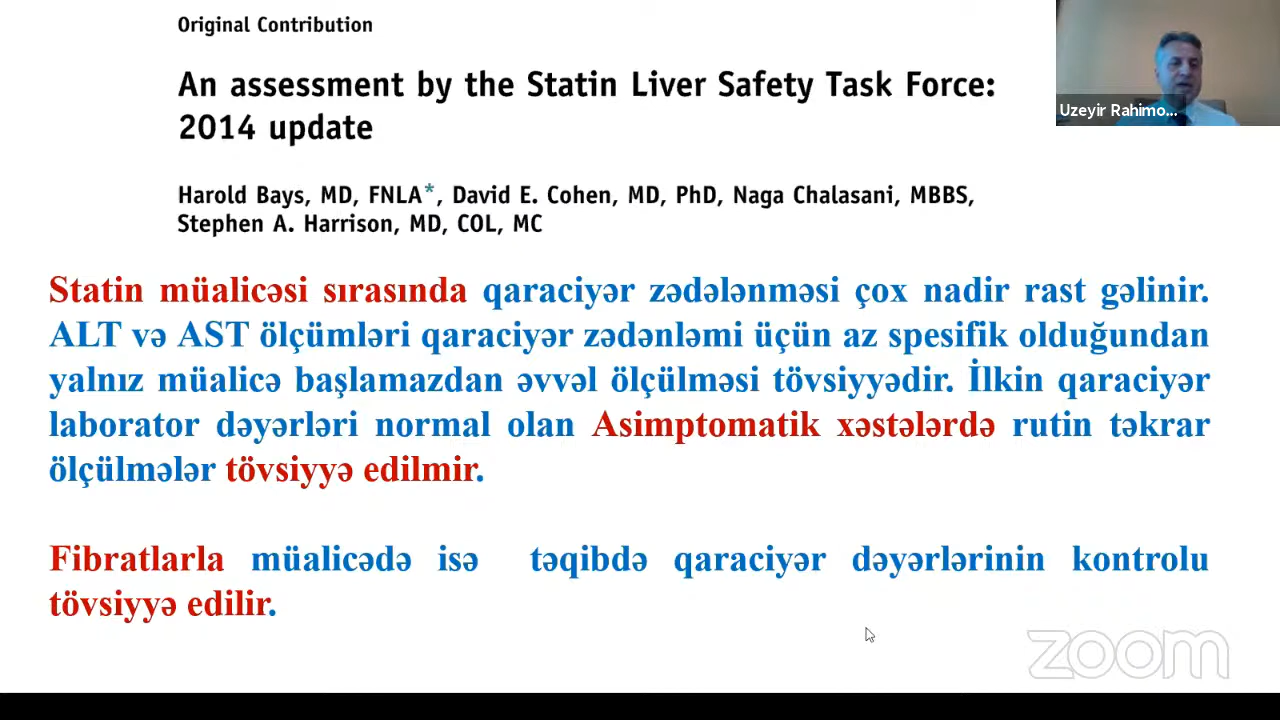 Original Contribution
An assessment by the Statin Liver Safety Task Force:
2014 update
Harold Bays, MD, FNLA*, David E. Cohen, MD, PhD, Naga Chalasani, MBBS,
Stephen A. Harrison, MD, COL, MC
Uzeyir Rahimo...
Statin müalicəsi sırasında qaraciyər zədələnməsi çox nadir rast gəlinir.
ALT və AST ölçümləri qaraciyər zədənləmi üçün az spesifik olduğundan
yalnız müalicə başlamazdan əvvəl ölçülməsi tövsiyyədir. İlkin qaraciyər
laborator dəyərləri normal olan Asimptomatik xəstələrdə rutin təkrar
ölçülmələr tövsiyyə edilmir.
Fibratlarla müalicədə isə təqibdə qaraciyər dəyərlərinin kontrolu
tövsiyyə edilir.
zoom